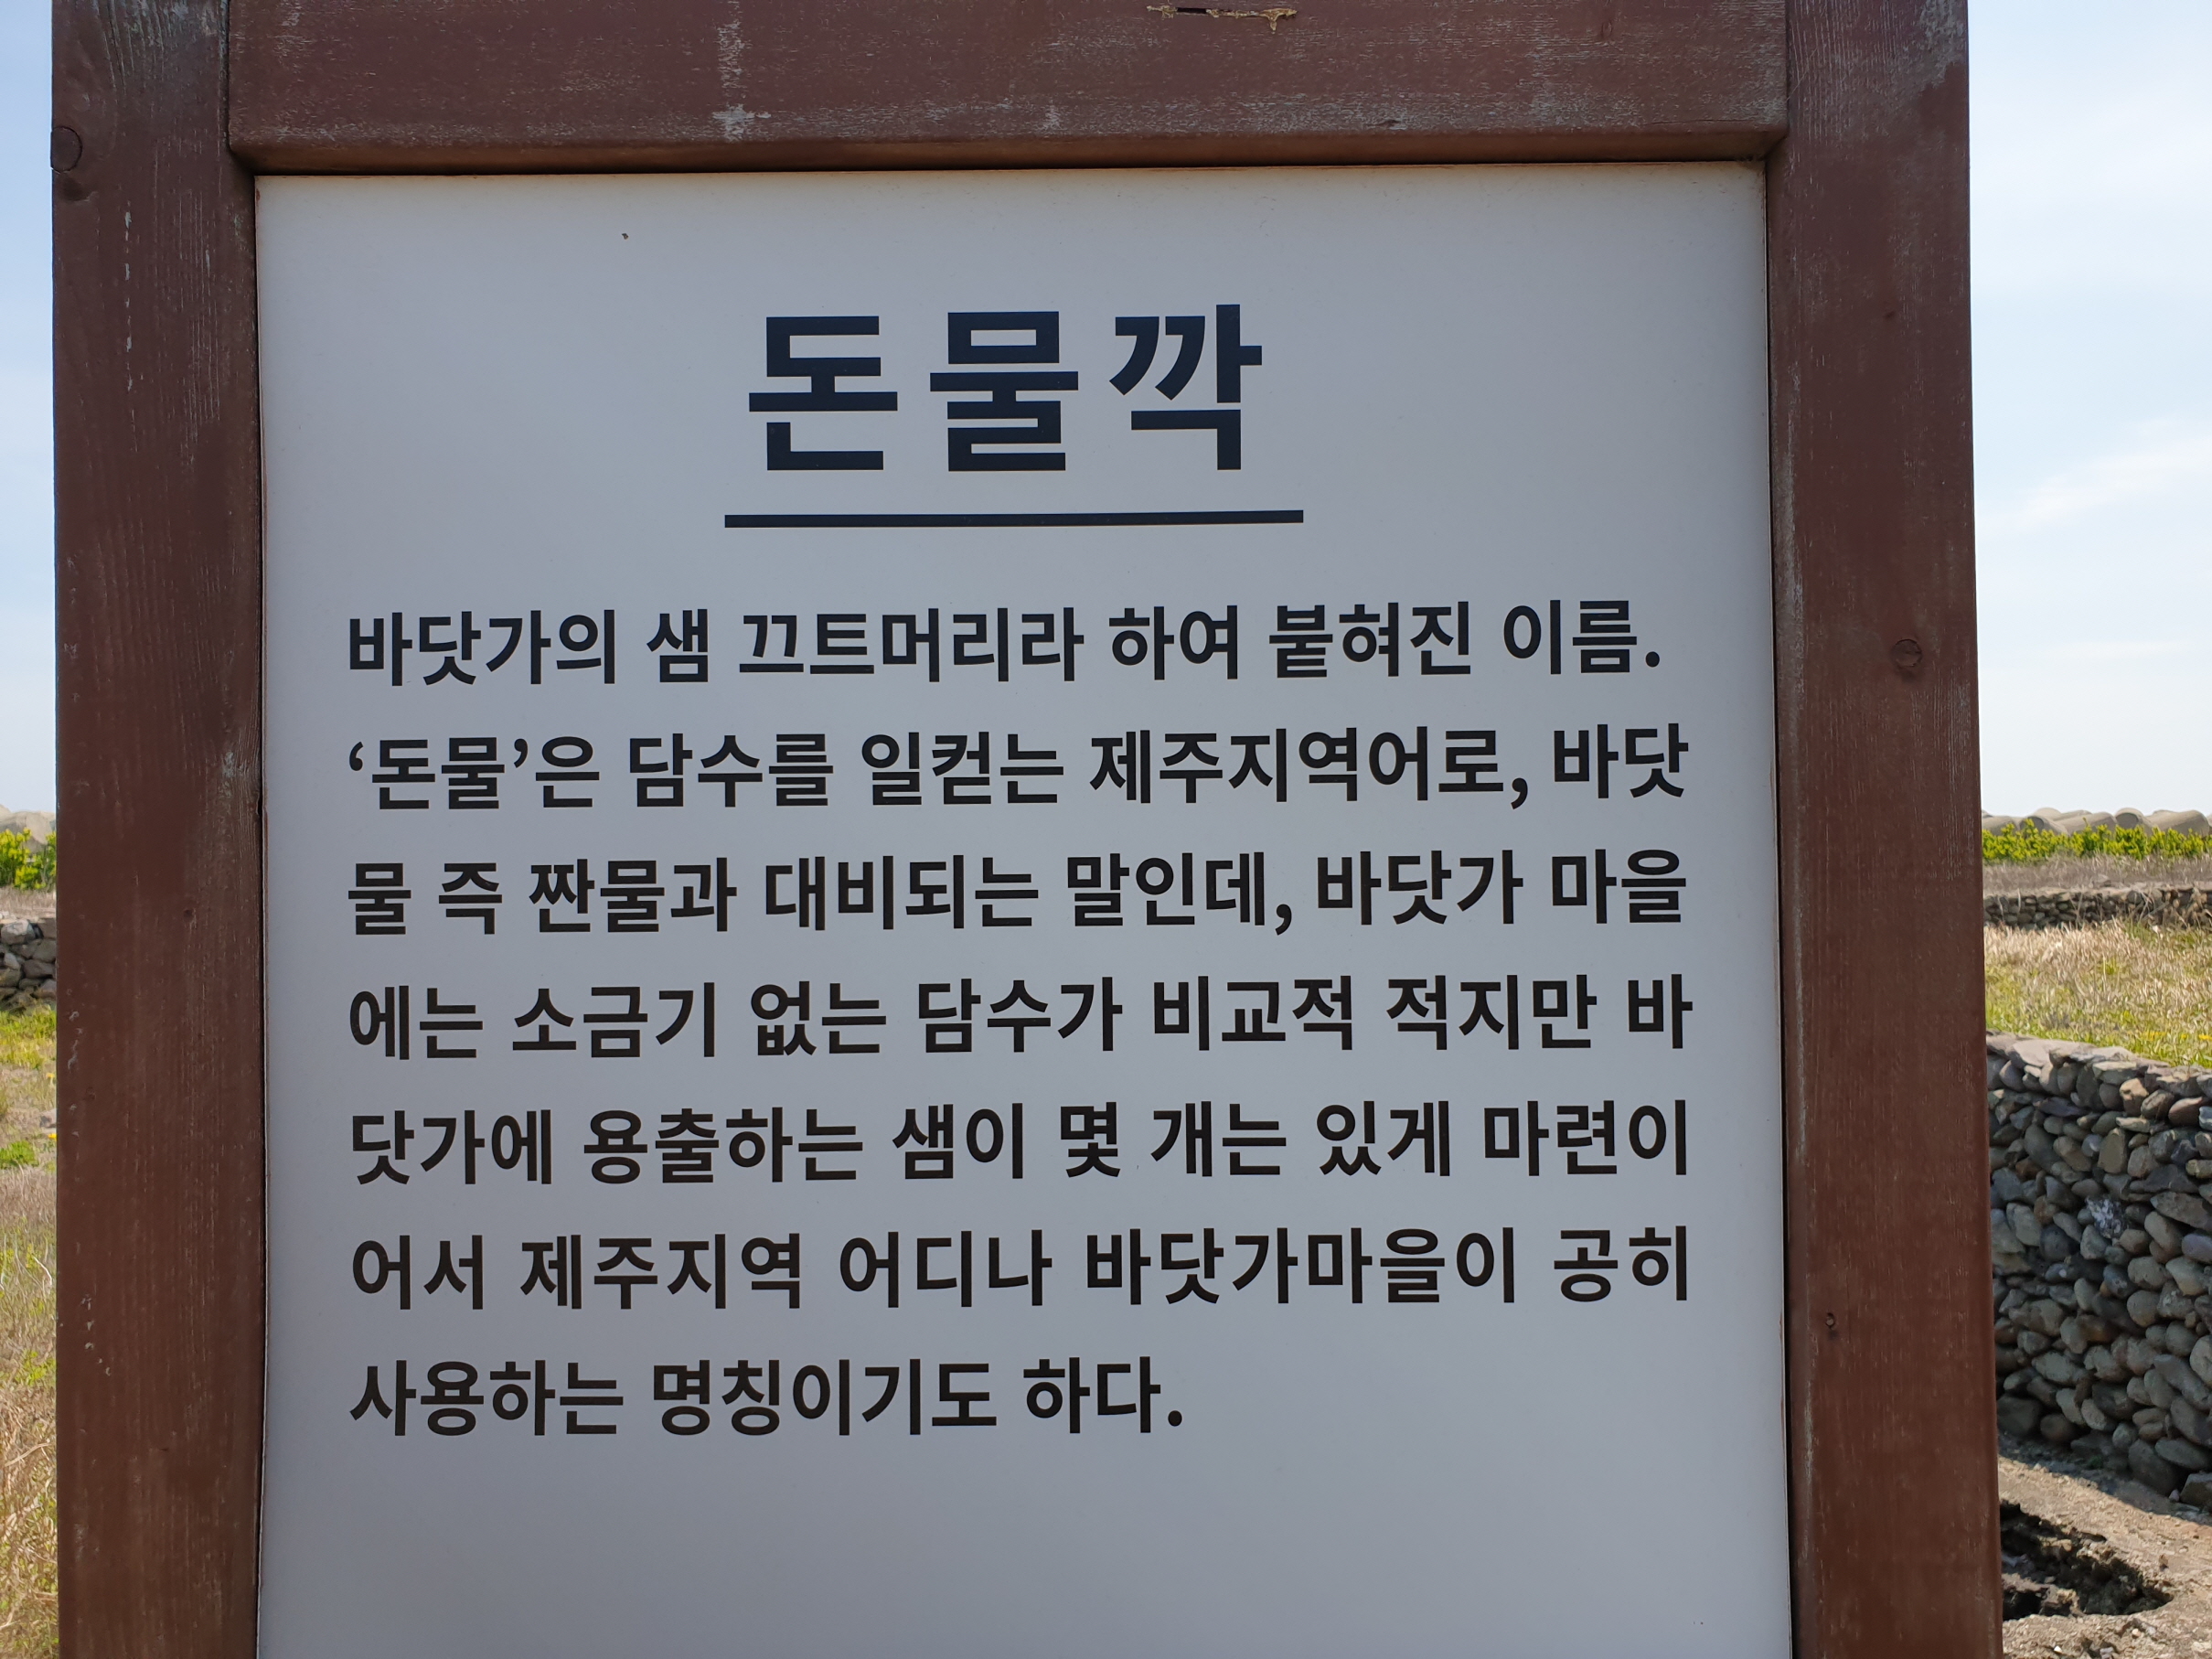 돈물깍
바닷가의 샘 끄트머리라 하여 붙혀진 이름.
‘돈물’은 담수를 일컫는 제주지역어로, 바닷
물 즉 짠물과 대비되는 말인데, 바닷가 마을
에는 소금기 없는 담수가 비교적 적지만 바
닷가에 용출하는 샘이 몇 개는 있게 마련이
어서 제주지역 어디나 바닷가마을이 공히
사용하는 명칭이기도 하다.